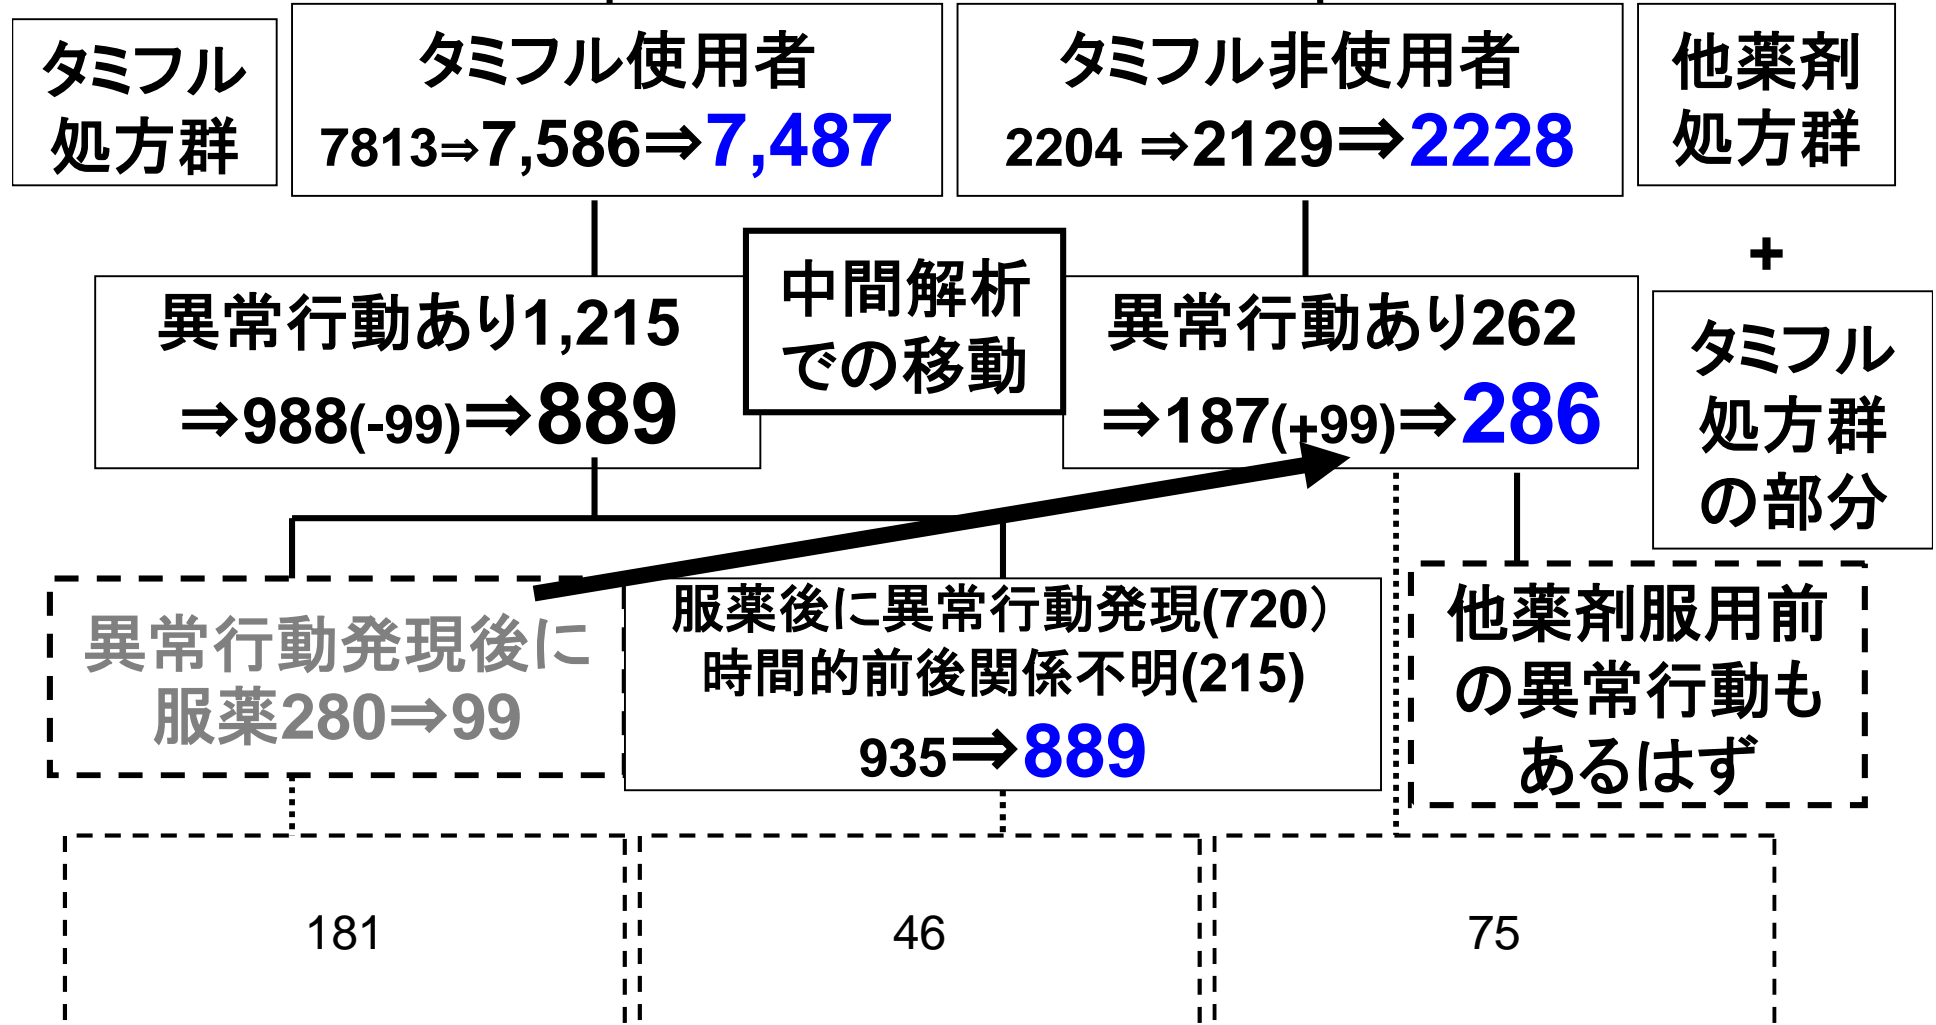 タミフル
処方群
タミフル使用者
7813⇒7,586⇒7,487
タミフル非使用者
2204 ⇒2129⇒2228
他薬剤
処方群
+
タミフル
処方群
の部分
異常行動あり1,215
⇒988(-99)⇒889
中間解析
での移動
異常行動あり262
⇒187(+99)⇒286
異常行動発現後に
服薬280⇒99
服薬後に異常行動発現(720）
時間的前後関係不明(215)
935⇒889
他薬剤服用前
の異常行動も
あるはず
181
46
75